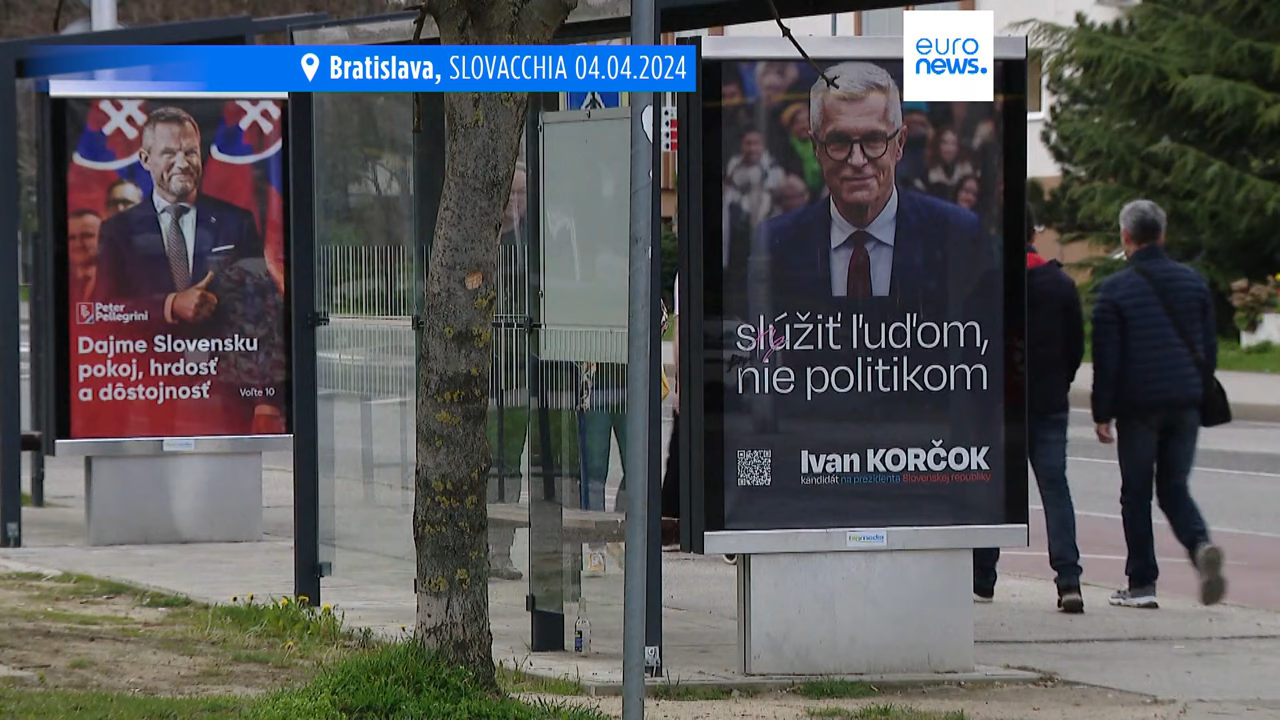 Bratislava, SLOVACCHIA 04.04.2024
euro
news.
Peter
Pellegrini
Dajme Slovensku
pokoj, hrdosť
a dôstojnosť
Voľte 10
slúžiť ľuďom,
nie politikom
Ivan KORČOK
kandidát na prezidenta Slovenskej republiky